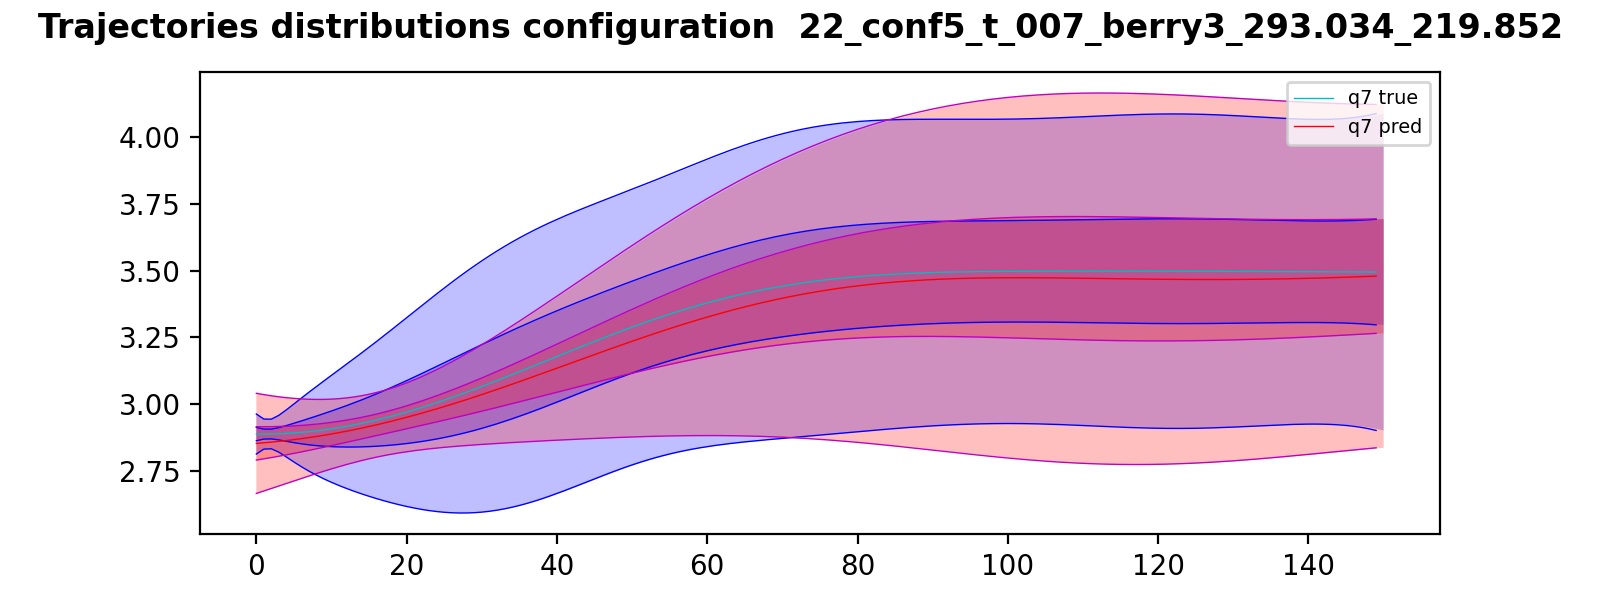 Trajectories distributions configuration  22_conf5_t_007_berry3_293.034_219.852
q7 true
q7 pred
4.00
3.75
3.50
3.25
3.00
2.75
0 20 40 60 80 100 120 140